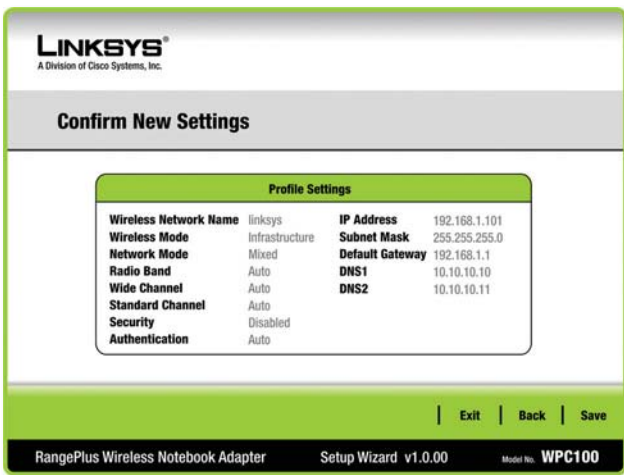 LINKSYS®
A Division of Cisco Systems, Inc.
Confirm New Settings
Profile Settings
Wireless Network Name linksys
Wireless Mode Infrastructure
Network Mode Mixed
Radio Band Auto
Wide Channel Auto
Standard Channel Auto
Security Disabled
Authentication Auto
IP Address 192.168.1.101
Subnet Mask 255.255.255.0
Default Gateway 192.168.1.1
DNS1 10.10.10.10
DNS2 10.10.10.11
Exit | Back | Save
RangePlus Wireless Notebook Adapter Setup Wizard v1.0.00 Model No. WPC100